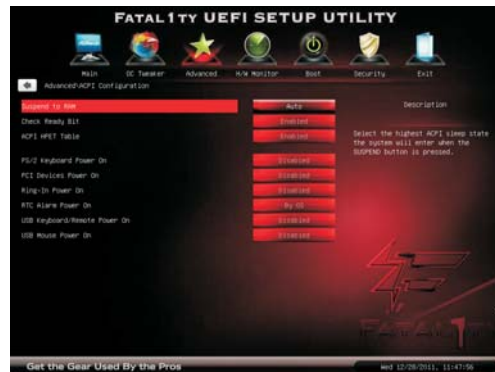 FATAL1TY UEFI SETUP UTILITY
Main OC Tweaker Advanced H/W Monitor Boot Security Exit
Advanced\ACPI Configuration
Suspend to RAM Auto
Check Ready Bit Enabled
ACPI HPET Table Enabled
PS/2 Keyboard Power On Disabled
PCI Devices Power On Disabled
Ring-In Power On Disabled
RTC Alarm Power On By OS
USB Keyboard/Remote Power On Disabled
USB Mouse Power On Disabled
Description
Select the highest ACPI sleep state
the system will enter when the
SUSPEND button is pressed.
FATAL1TY
Get the Gear Used By the Pros
Wed 12/28/2011, 11:47:56